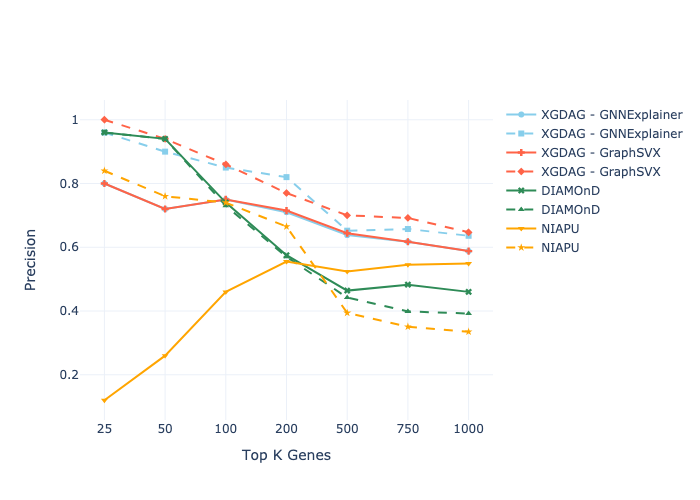 1
0.8
0.6
0.4
0.2
Precision
25 50 100 200 500 750 1000
Top K Genes
XGDAG - GNNExplainer
XGDAG - GNNExplainer
XGDAG - GraphSVX
XGDAG - GraphSVX
DIAMOnD
DIAMOnD
NIAPU
NIAPU